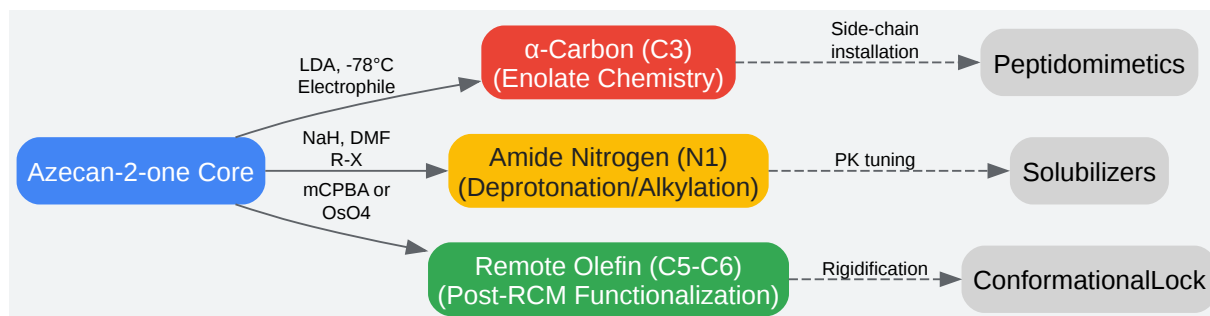 Azecan-2-one Core
LDA, -78°C
Electrophile
α-Carbon (C3)
(Enolate Chemistry)
Side-chain
installation
Peptidomimetics
NaH, DMF
R-X
Amide Nitrogen (N1)
(Deprotonation/Alkylation)
PK tuning
Solubilizers
mCPBA or
OsO4
Remote Olefin (C5-C6)
(Post-RCM Functionalization)
Rigidification
ConformationalLock